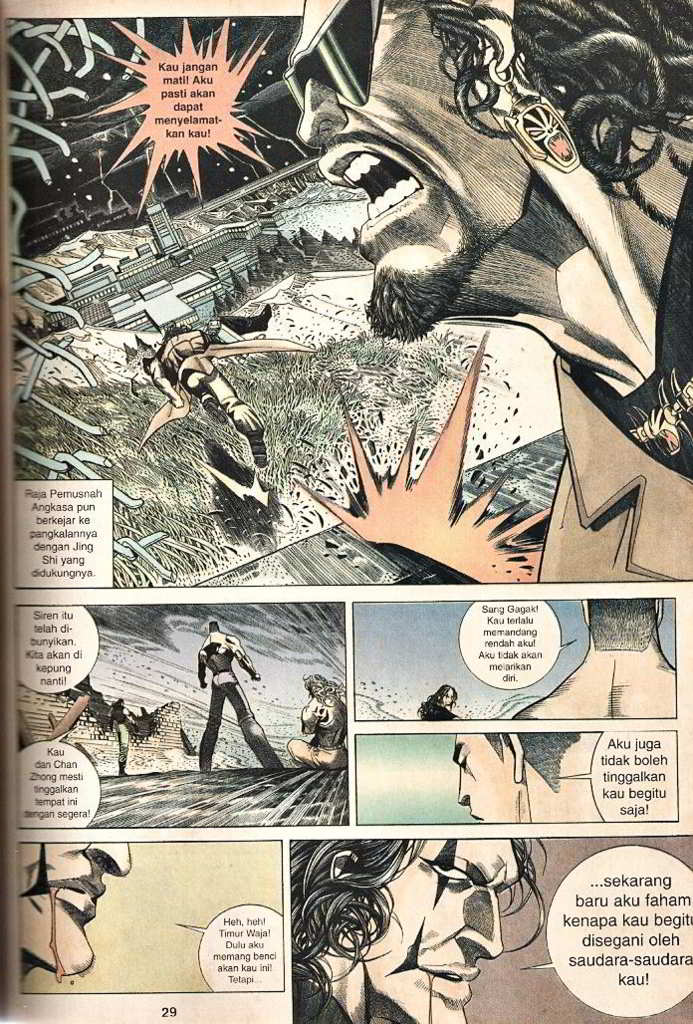 Kau jangan
mati! Aku
pasti akan
dapat
menyelamat-
kan kau!
Raja Pemusnah
Angkasa pun
berkejar ke
pangkalannya
dengan Jing
Shi yang
didukungnya.
Siren itu
telah di-
bunyikan.
Kita akan di
kepung
nanti!
Kau
dan Chan
Zhong mesti
tinggalkan
tempat ini
dengan segera!
Sang Gagak!
Kau terlalu
memandang
rendah aku!
Aku tidak akan
melarikan
diri.
Aku juga
tidak boleh
tinggalkan
kau begitu
saja!
Heh, heh!
Timur Waja!
Dulu aku
memang benci
akan kau ini!
Tetapi...
...sekarang
baru aku faham
kenapa kau begitu
disegani oleh
saudara-saudara
kau!
29